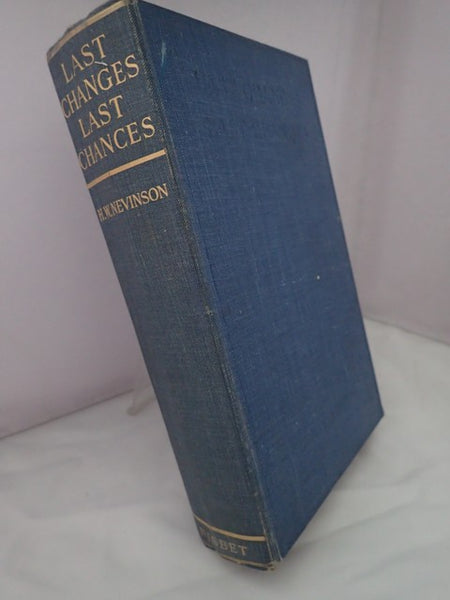 LAST
CHANGES
LAST
CHANCES
H.W.NEVINSON
NISBET